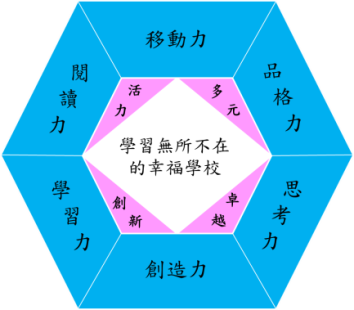 移動力
閱讀力
品格力
活力
多元
學習無所不在
的幸福學校
學習力
思考力
創新
卓越
創造力